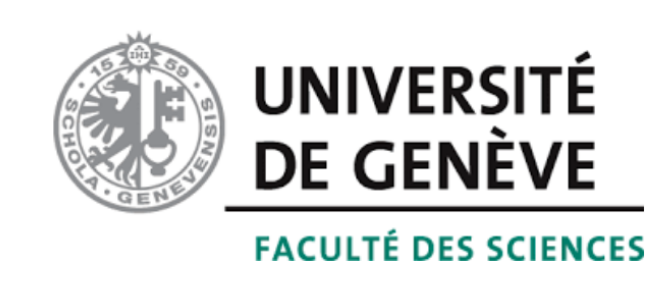 IHS
15 59
SCHOLA · GENEVENSIS
UNIVERSITÉ
DE GENÈVE
FACULTÉ DES SCIENCES